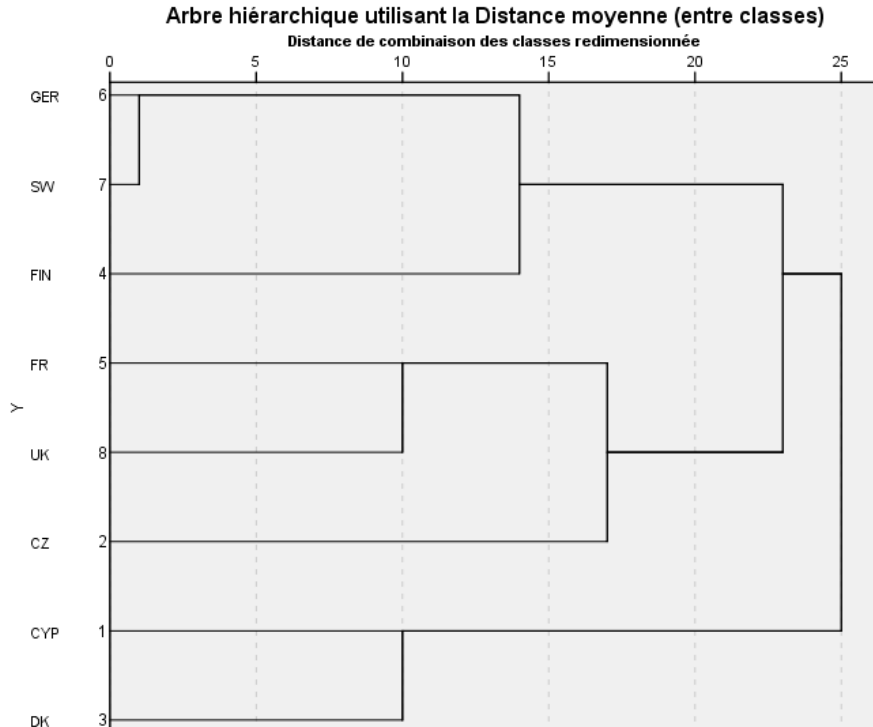 Arbre hiérarchique utilisant la Distance moyenne (entre classes)
Distance de combinaison des classes redimensionnée
0 5 10 15 20 25
GER 6
SW 7
FIN 4
FR 5
Y
UK 8
CZ 2
CYP 1
DK 3